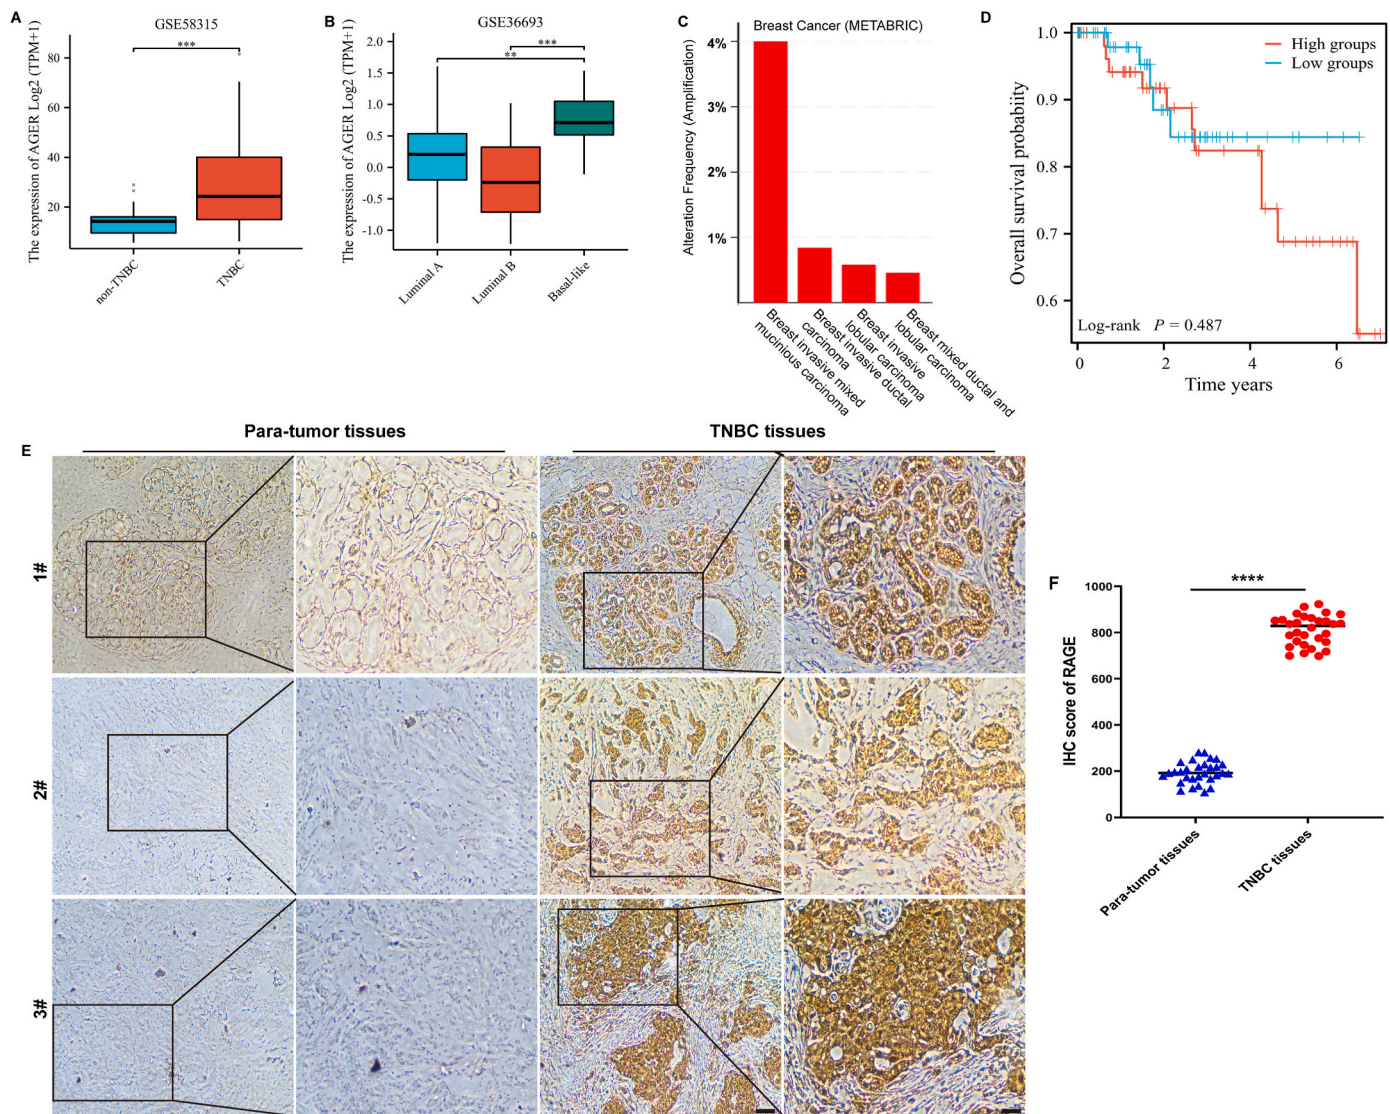 A
GSE58315
The expression of AGER Log2 (TPM+1)
80
60
40
20
***
non-TNBC
TNBC
B
GSE36693
The expression of AGER Log2 (TPM+1)
2.0
1.5
1.0
0.5
0.0
-0.5
-1.0
***
**
Luminal A
Luminal B
Basal-like
C
Breast Cancer (METABRIC)
Alteration Frequency (Amplification)
4%
3%
2%
1%
Breast invasive mixed
mucinious carcinoma
Breast invasive ductal
carcinoma
Breast invasive
lobular carcinoma
Breast mixed ductal and
lobular carcinoma
D
Overall survival probabiity
1.0
0.9
0.8
0.7
0.6
High groups
Low groups
Log-rank P = 0.487
0
2
4
6
Time years
E
Para-tumor tissues
TNBC tissues
1#
2#
3#
F
IHC score of RAGE
1000
800
600
400
200
0
****
Para-tumor tissues
TNBC tissues